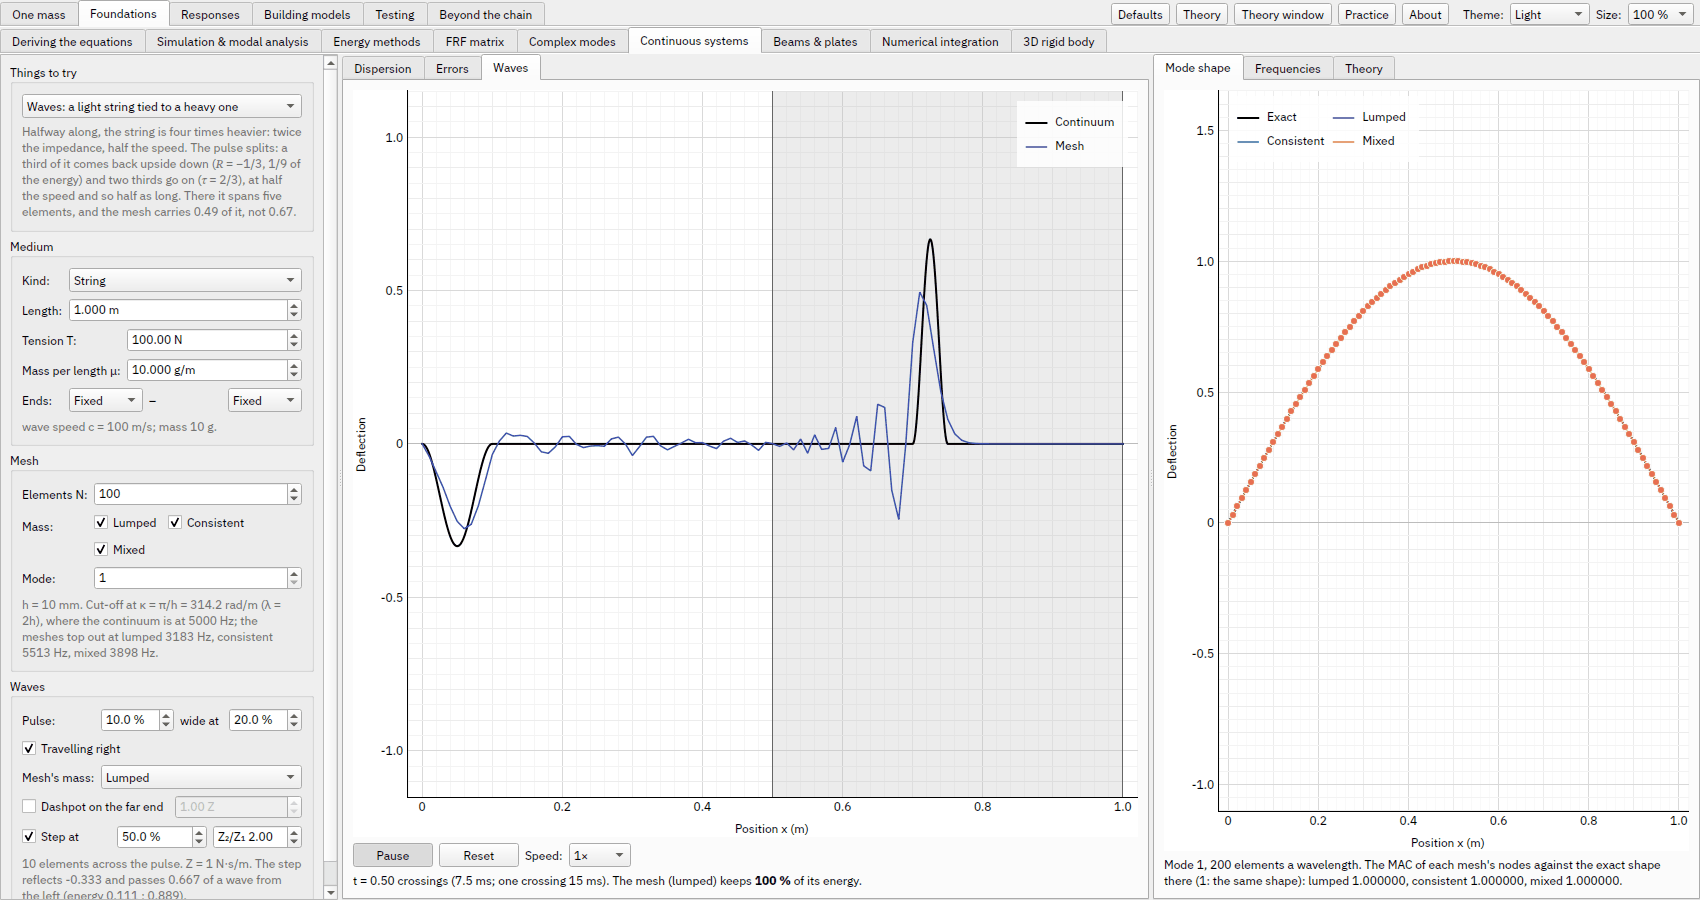 One mass Foundations Responses Building models Testing Beyond the chain Defaults Theory Theory window Practice About Theme: Light Size: 100 %
Deriving the equations Simulation & modal analysis Energy methods FRF matrix Complex modes Continuous systems Beams & plates Numerical integration 3D rigid body
Things to try
Waves: a light string tied to a heavy one
Halfway along, the string is four times heavier: twice
the impedance, half the speed. The pulse splits: a
third of it comes back upside down (R = −1/3, 1/9 of
the energy) and two thirds go on (τ = 2/3), at half
the speed and so half as long. There it spans five
elements, and the mesh carries 0.49 of it, not 0.67.
Medium
Kind: String
Length: 1.000 m
Tension T: 100.00 N
Mass per length μ: 10.000 g/m
Ends: Fixed – Fixed
wave speed c = 100 m/s; mass 10 g.
Mesh
Elements N: 100
Mass: Lumped Consistent
Mixed
Mode: 1
h = 10 mm. Cut-off at κ = π/h = 314.2 rad/m (λ =
2h), where the continuum is at 5000 Hz; the
meshes top out at lumped 3183 Hz, consistent
5513 Hz, mixed 3898 Hz.
Waves
Pulse: 10.0 % wide at 20.0 %
Travelling right
Mesh's mass: Lumped
Dashpot on the far end 1.00 Z
Step at 50.0 % Z₂/Z₁ 2.00
10 elements across the pulse. Z = 1 N·s/m. The step
reflects -0.333 and passes 0.667 of a wave from
the left (energy 0.111 : 0.889).
Dispersion Errors Waves
Continuum
Mesh
1.0
0.5
0
-0.5
-1.0
Deflection
0 0.2 0.4 0.6 0.8 1.0
Position x (m)
Pause Reset Speed: 1×
t = 0.50 crossings (7.5 ms; one crossing 15 ms). The mesh (lumped) keeps 100 % of its energy.
Mode shape Frequencies Theory
Exact Lumped
Consistent Mixed
1.5
1.0
0.5
0
-0.5
-1.0
Deflection
0 0.2 0.4 0.6 0.8 1.0
Position x (m)
Mode 1, 200 elements a wavelength. The MAC of each mesh's nodes against the exact shape
there (1: the same shape): lumped 1.000000, consistent 1.000000, mixed 1.000000.